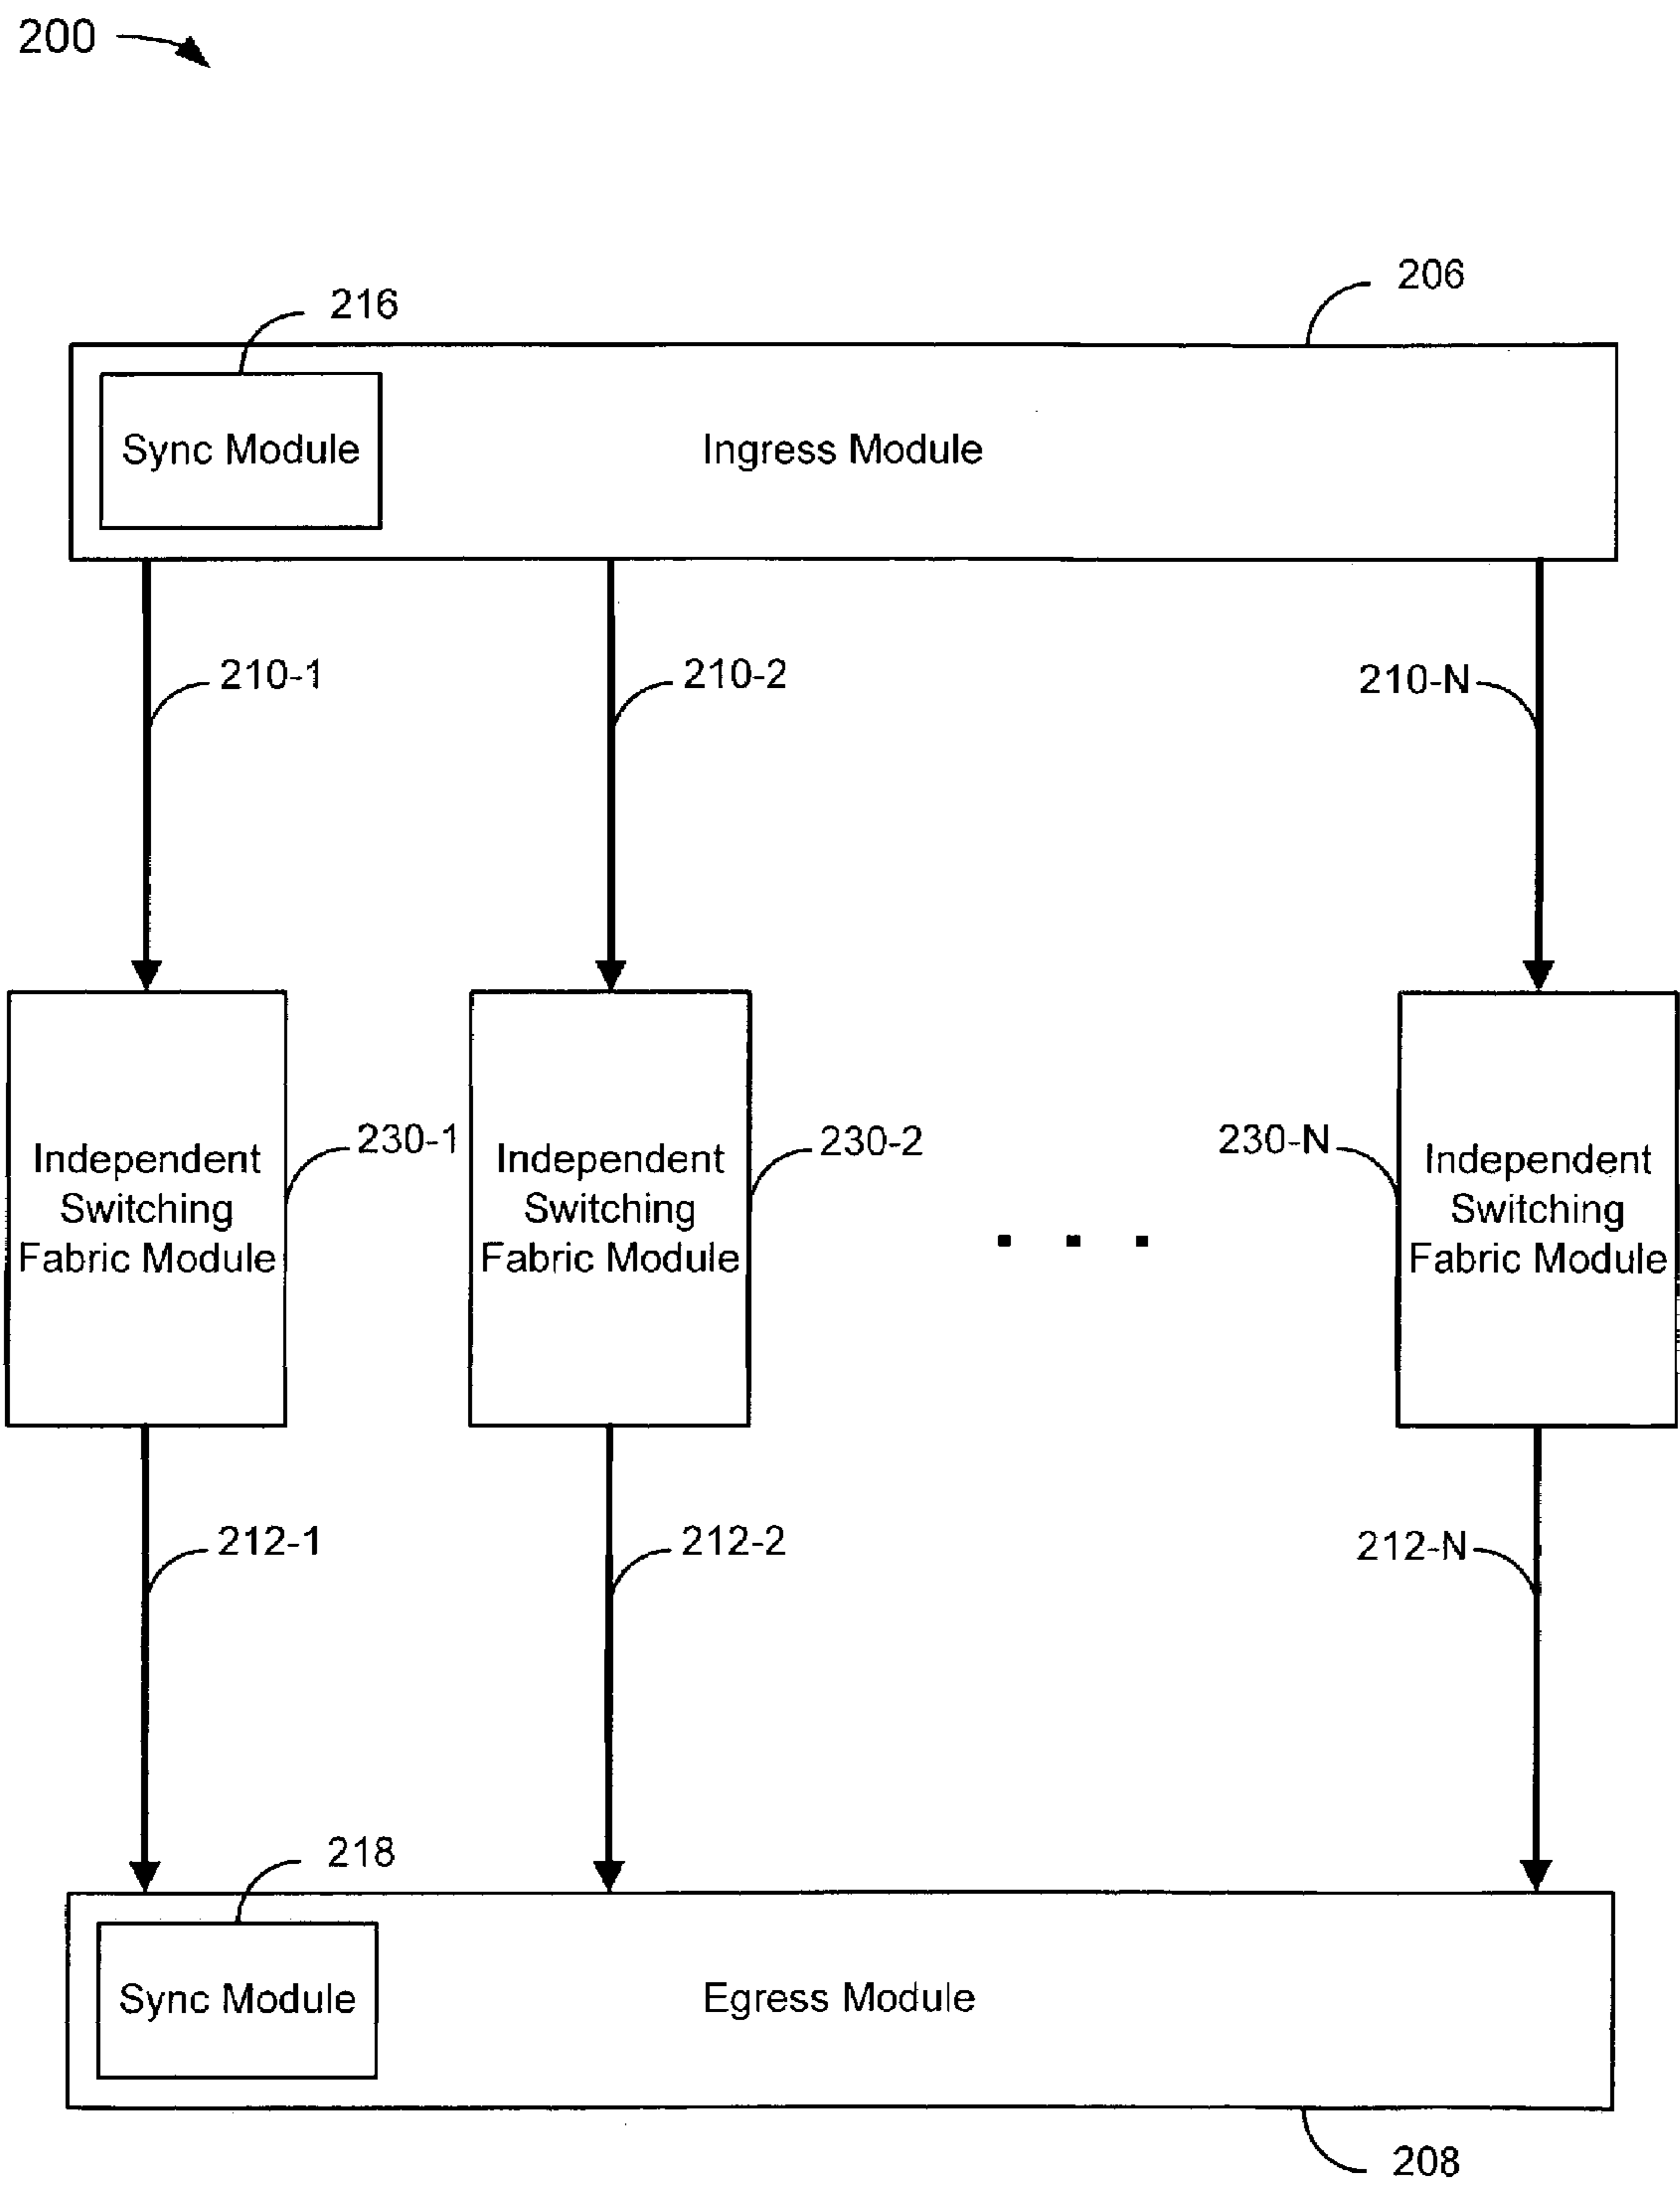 200
206
216
Sync Module
Ingress Module
210-1
210-2
210-N
Independent
Switching
Fabric Module
230-1
Independent
Switching
Fabric Module
230-2
230-N
Independent
Switching
Fabric Module
212-1
212-2
212-N
218
Sync Module
Egress Module
208